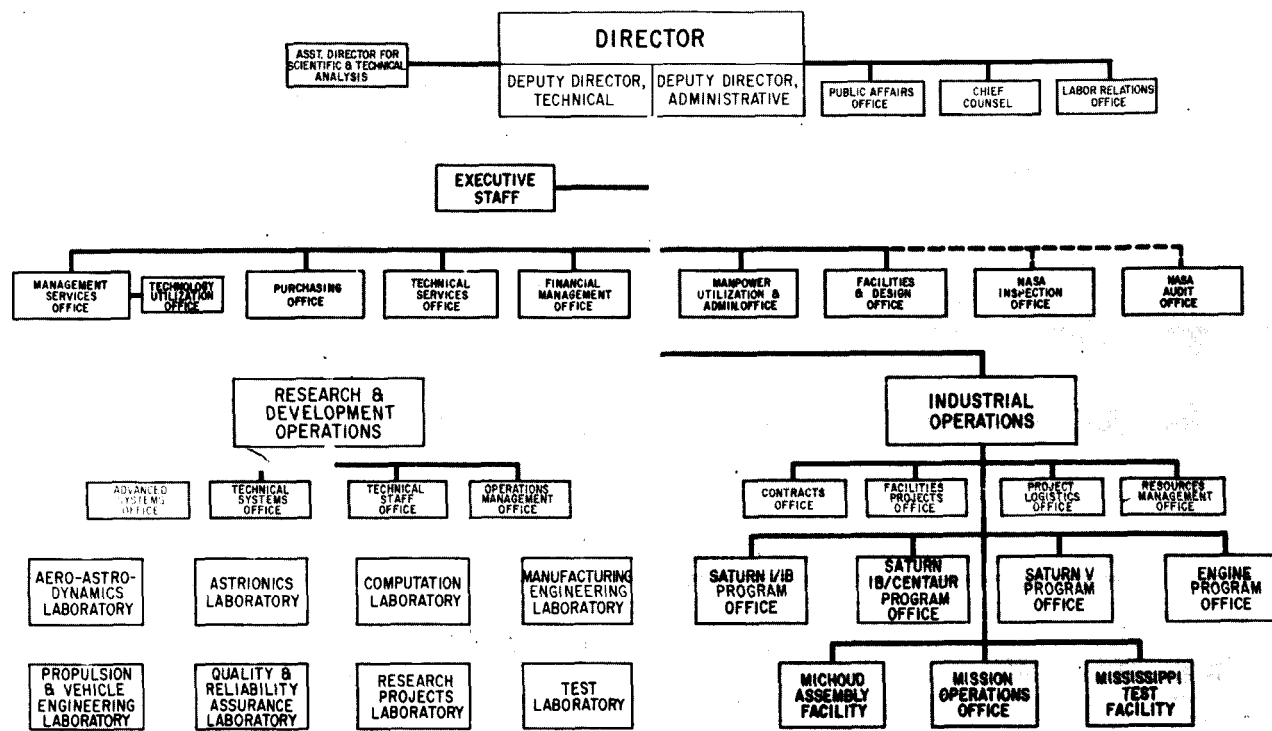 DIRECTOR
ASST. DIRECTOR FOR
SCIENTIFIC & TECHNICAL
ANALYSIS
DEPUTY DIRECTOR,
TECHNICAL
DEPUTY DIRECTOR,
ADMINISTRATIVE
PUBLIC AFFAIRS
OFFICE
CHIEF
COUNSEL
LABOR RELATIONS
OFFICE
EXECUTIVE
STAFF
MANAGEMENT
SERVICES
OFFICE
TECHNOLOGY
UTILIZATION
OFFICE
PURCHASING
OFFICE
TECHNICAL
SERVICES
OFFICE
FINANCIAL
MANAGEMENT
OFFICE
MANPOWER
UTILIZATION &
ADMIN.OFFICE
FACILITIES
& DESIGN
OFFICE
NASA
INSPECTION
OFFICE
NASA
AUDIT
OFFICE
RESEARCH &
DEVELOPMENT
OPERATIONS
INDUSTRIAL
OPERATIONS
ADVANCED
SYSTEMS
OFFICE
TECHNICAL
SYSTEMS
OFFICE
TECHNICAL
STAFF
OFFICE
OPERATIONS
MANAGEMENT
OFFICE
CONTRACTS
OFFICE
FACILITIES
PROJECTS
OFFICE
PROJECT
LOGISTICS
OFFICE
RESOURCES
MANAGEMENT
OFFICE
AERO-ASTRO-
DYNAMICS
LABORATORY
ASTRIONICS
LABORATORY
COMPUTATION
LABORATORY
MANUFACTURING
ENGINEERING
LABORATORY
SATURN I/IB
PROGRAM
OFFICE
SATURN
IB/CENTAUR
PROGRAM
OFFICE
SATURN V
PROGRAM
OFFICE
ENGINE
PROGRAM
OFFICE
PROPULSION
& VEHICLE
ENGINEERING
LABORATORY
QUALITY &
RELIABILITY
ASSURANCE
LABORATORY
RESEARCH
PROJECTS
LABORATORY
TEST
LABORATORY
MICHOUD
ASSEMBLY
FACILITY
MISSION
OPERATIONS
OFFICE
MISSISSIPPI
TEST
FACILITY